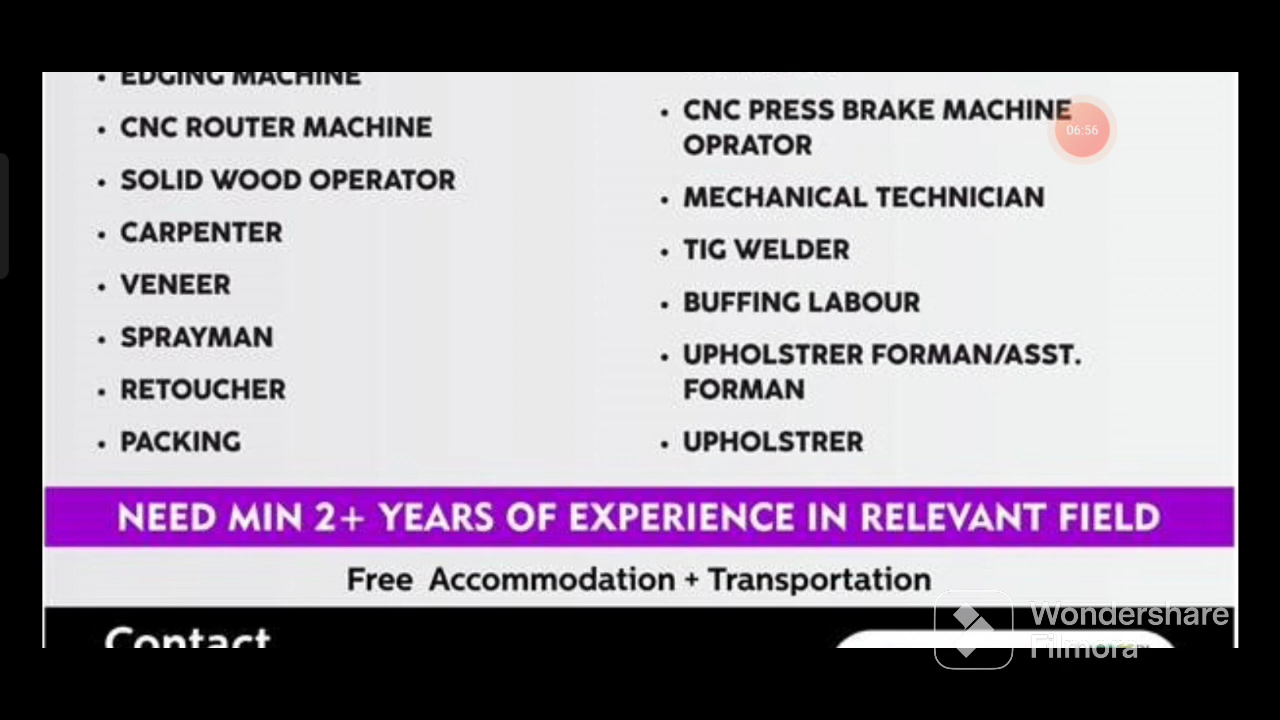 EDGING MACHINE
CNC ROUTER MACHINE
SOLID WOOD OPERATOR
CARPENTER
VENEER
SPRAYMAN
RETOUCHER
PACKING
CNC PRESS BRAKE MACHINE
OPRATOR
06:56
MECHANICAL TECHNICIAN
TIG WELDER
BUFFING LABOUR
UPHOLSTRER FORMAN/ASST.
FORMAN
UPHOLSTRER
NEED MIN 2+ YEARS OF EXPERIENCE IN RELEVANT FIELD
Free Accommodation + Transportation
Contact
Wondershare
Filmora